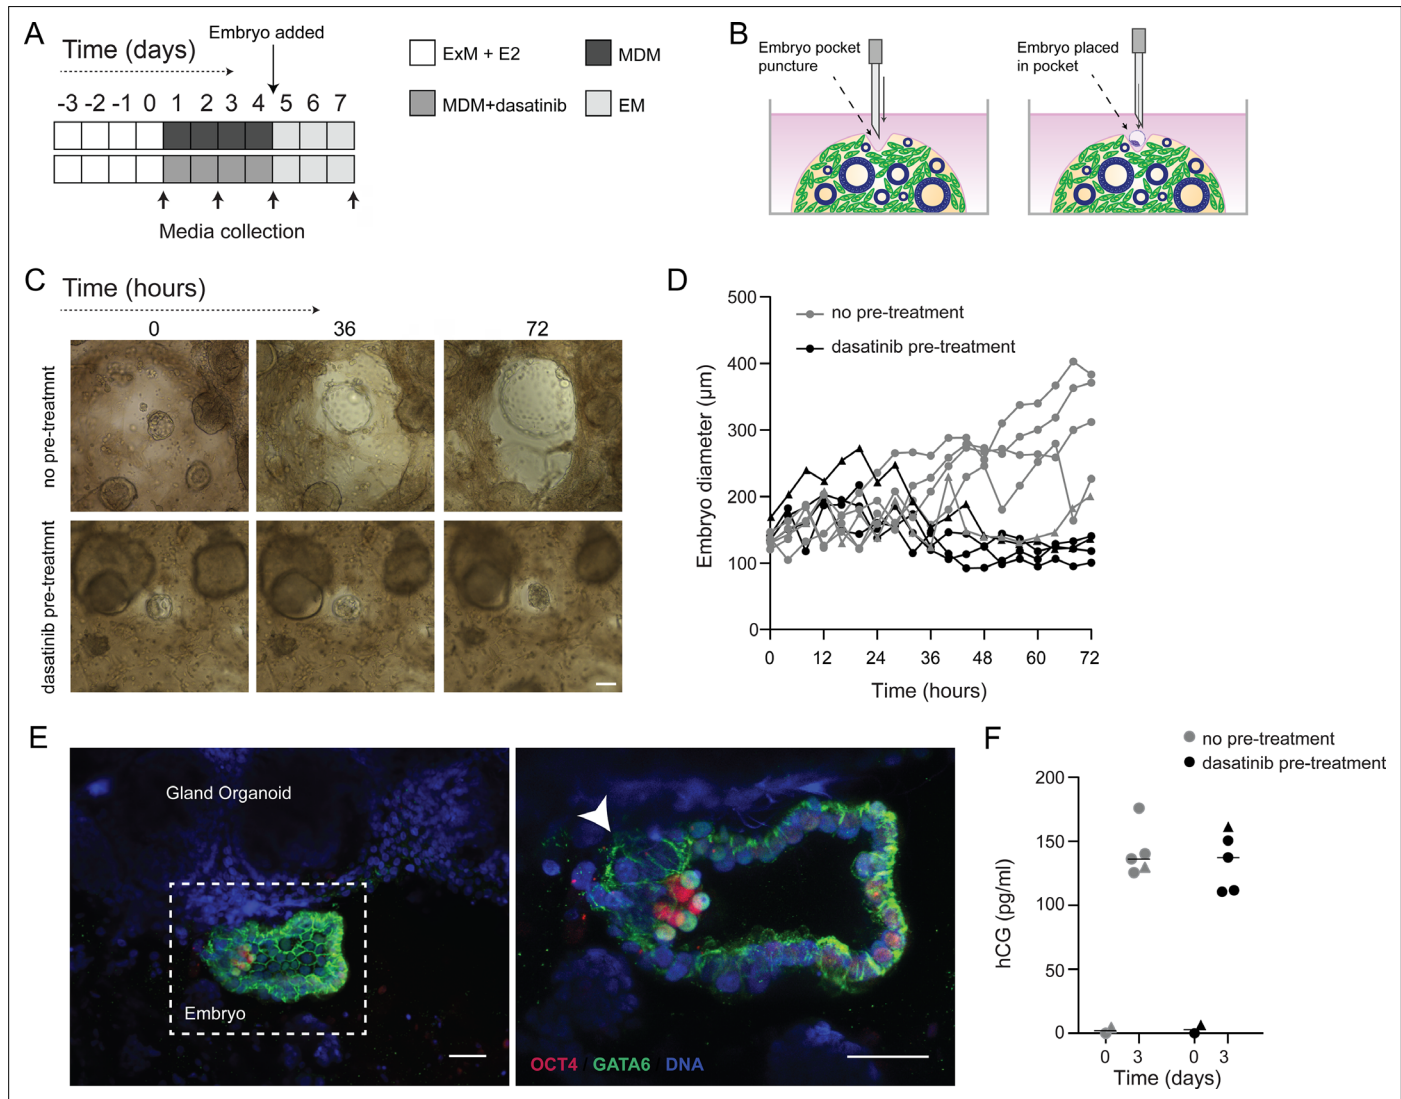 A
Time (days)
Embryo added
-3 -2 -1 0 1 2 3 4 5 6 7
Media collection
ExM + E2
MDM
MDM+dasatinib
EM
B
Embryo pocket
puncture
Embryo placed
in pocket
C
Time (hours)
0 36 72
no pre-treatmnt
dasatinib pre-treatmnt
D
no pre-treatment
dasatinib pre-treatment
Embryo diameter (µm)
500
400
300
200
100
0
0 12 24 36 48 60 72
Time (hours)
E
Gland Organoid
Embryo
OCT4 GATA6 DNA
F
no pre-treatment
dasatinib pre-treatment
hCG (pg/ml)
200
150
100
50
0
0 3 0 3
Time (days)